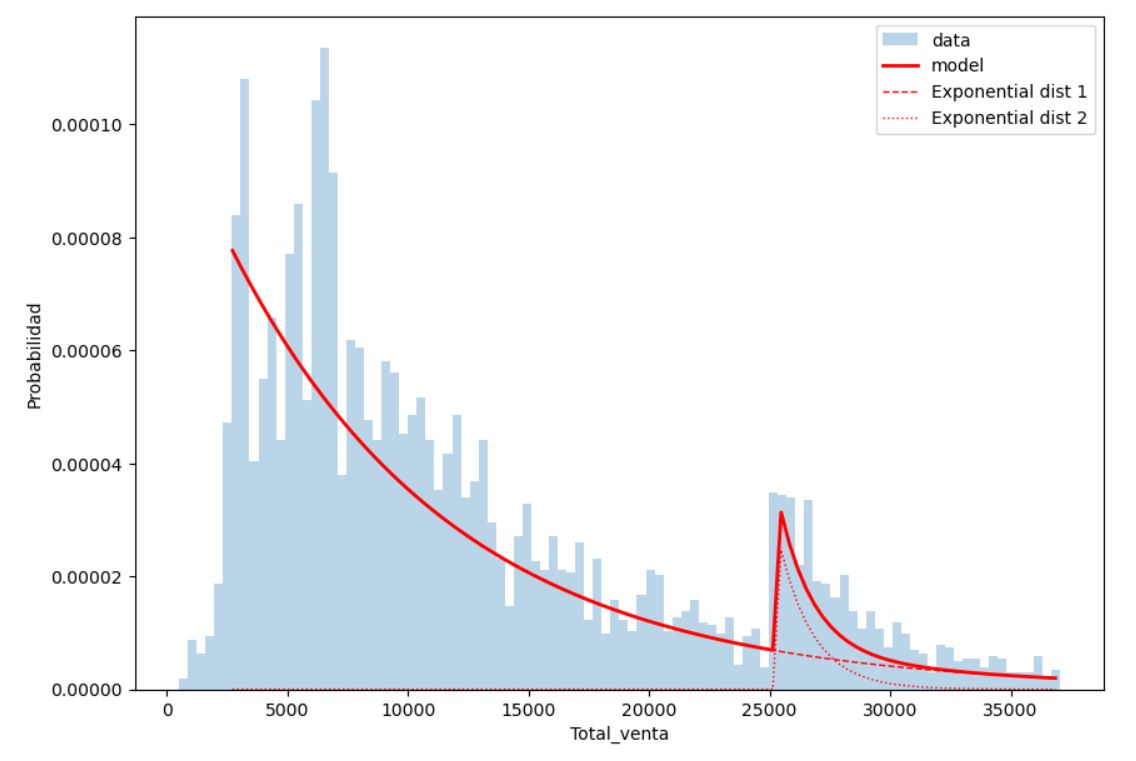 data
model
Exponential dist 1
Exponential dist 2
0.00010
0.00008
0.00006
0.00004
0.00002
0.00000
Probabilidad
0 5000 10000 15000 20000 25000 30000 35000
Total_venta